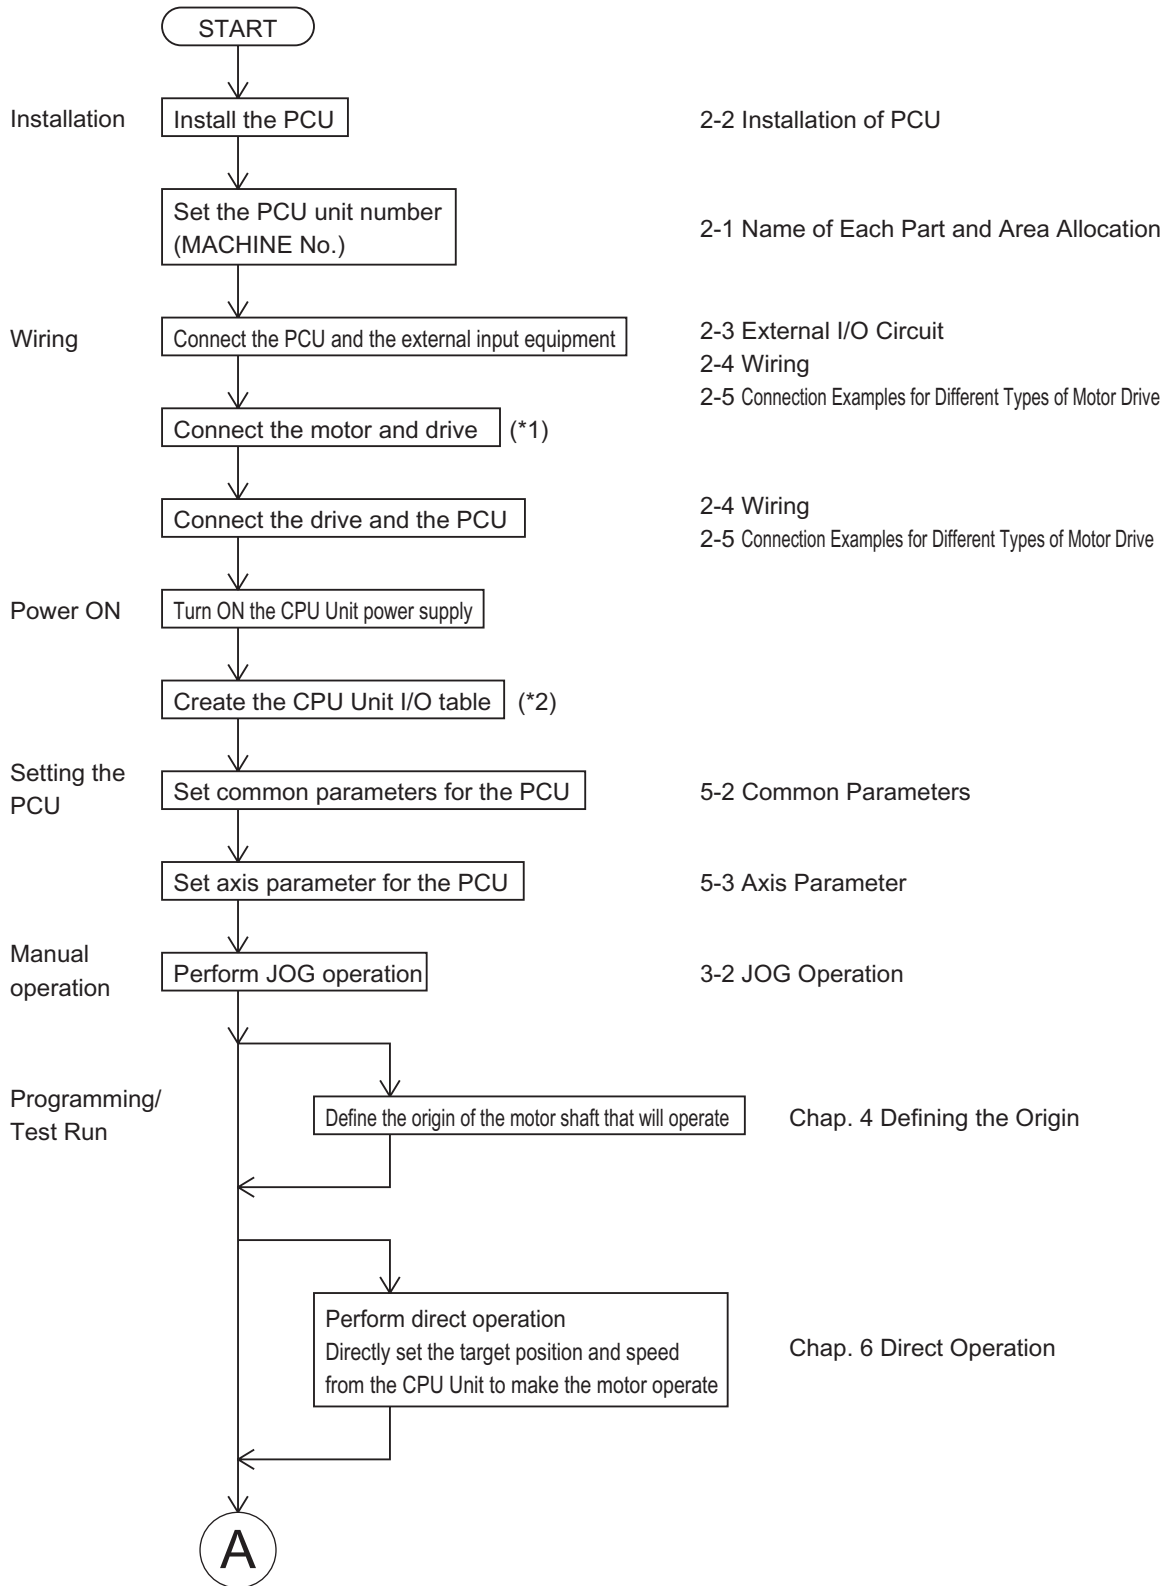 START
Installation
Install the PCU
2-2 Installation of PCU
Set the PCU unit number
(MACHINE No.)
2-1 Name of Each Part and Area Allocation
Wiring
Connect the PCU and the external input equipment
2-3 External I/O Circuit
2-4 Wiring
2-5 Connection Examples for Different Types of Motor Drive
Connect the motor and drive (*1)
Connect the drive and the PCU
2-4 Wiring
2-5 Connection Examples for Different Types of Motor Drive
Power ON
Turn ON the CPU Unit power supply
Create the CPU Unit I/O table (*2)
Setting the
PCU
Set common parameters for the PCU
5-2 Common Parameters
Set axis parameter for the PCU
5-3 Axis Parameter
Manual
operation
Perform JOG operation
3-2 JOG Operation
Programming/
Test Run
Define the origin of the motor shaft that will operate
Chap. 4 Defining the Origin
Perform direct operation
Directly set the target position and speed
from the CPU Unit to make the motor operate
Chap. 6 Direct Operation
A